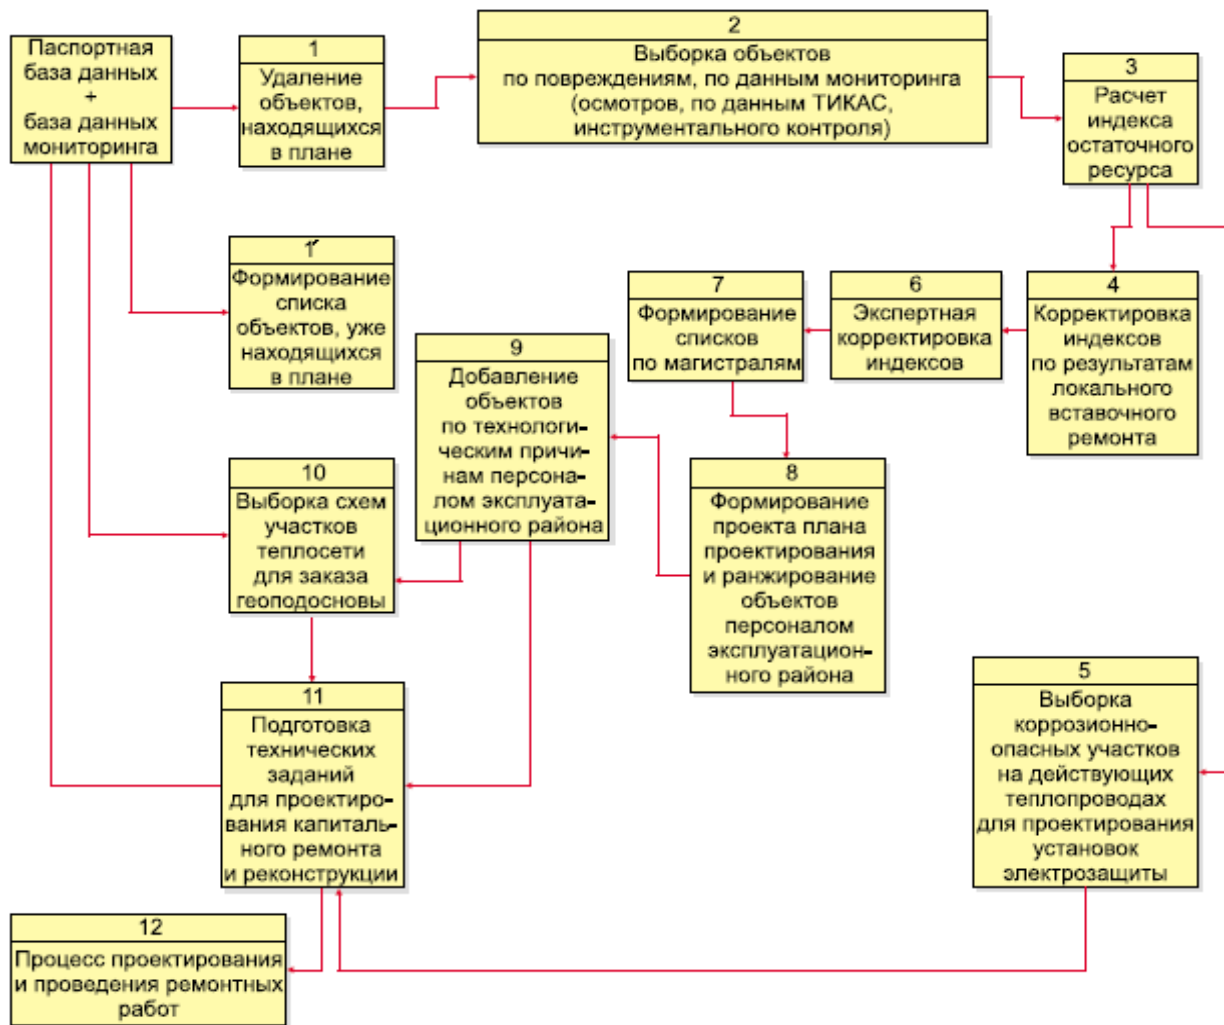 Паспортная
база данных
+
база данных
мониторинга
1
Удаление
объектов,
находящихся
в плане
2
Выборка объектов
по повреждениям, по данным мониторинга
(осмотров, по данным ТИКАС,
инструментального контроля)
3
Расчет
индекса
остаточного
ресурса
1'
Формирование
списка
объектов, уже
находящихся
в плане
9
Добавление
объектов
по технологи-
ческим причи-
нам персона-
лом эксплуата-
ционного района
7
Формирование
списков
по магистралям
6
Экспертная
корректировка
индексов
4
Корректировка
индексов
по результатам
локального
вставочного
ремонта
10
Выборка схем
участков
теплосети
для заказа
геоподосновы
8
Формирование
проекта плана
проектирования
и ранжирование
объектов
персоналом
эксплуатацион-
ного района
11
Подготовка
технических
заданий
для проектиро-
вания капиталь-
ного ремонта
и реконструкции
5
Выборка
коррозионно-
опасных участков
на действующих
теплопроводах
для проектирования
установок
электрозащиты
12
Процесс проектирования
и проведения ремонтных
работ